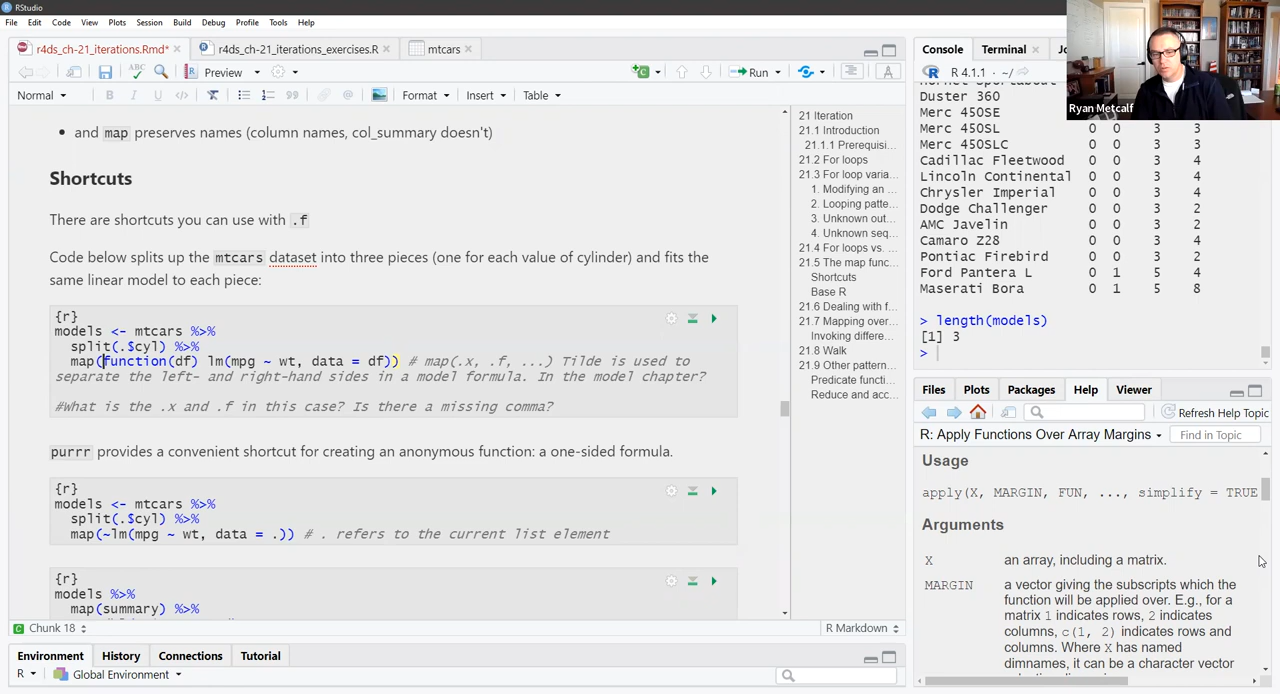 RStudio
File Edit Code View Plots Session Build Debug Profile Tools Help
r4ds_ch-21_iterations.Rmd* r4ds_ch-21_iterations_exercises.R mtcars
Preview Run
Normal B I U </> Format Insert Table
and map preserves names (column names, col_summary doesn't)
Shortcuts
There are shortcuts you can use with .f
Code below splits up the mtcars dataset into three pieces (one for each value of cylinder) and fits the
same linear model to each piece:
{r}
models <- mtcars %>%
split(.$cyl) %>%
map(function(df) lm(mpg ~ wt, data = df)) # map(.x, .f, ...) Tilde is used to
separate the left- and right-hand sides in a model formula. In the model chapter?
#What is the .x and .f in this case? Is there a missing comma?
purrr provides a convenient shortcut for creating an anonymous function: a one-sided formula.
{r}
models <- mtcars %>%
split(.$cyl) %>%
map(~lm(mpg ~ wt, data = .)) # . refers to the current list element
{r}
models %>%
map(summary) %>%
Chunk 18 R Markdown
21 Iteration
21.1 Introduction
21.1.1 Prerequisi...
21.2 For loops
21.3 For loop varia...
1. Modifying an ...
2. Looping patte...
3. Unknown out...
4. Unknown seq...
21.4 For loops vs. ...
21.5 The map func...
Shortcuts
Base R
21.6 Dealing with f...
21.7 Mapping over...
Invoking differe...
21.8 Walk
21.9 Other pattern...
Predicate functi...
Reduce and acc...
Environment History Connections Tutorial
R Global Environment
Console Terminal
R 4.1.1 · ~/
Duster 360
Merc 450SE
Merc 450SL 0 0 3 3
Merc 450SLC 0 0 3 3
Cadillac Fleetwood 0 0 3 4
Lincoln Continental 0 0 3 4
Chrysler Imperial 0 0 3 4
Dodge Challenger 0 0 3 2
AMC Javelin 0 0 3 2
Camaro Z28 0 0 3 4
Pontiac Firebird 0 0 3 2
Ford Pantera L 0 1 5 4
Maserati Bora 0 1 5 8
> length(models)
[1] 3
>
Ryan Metcalf
Files Plots Packages Help Viewer
Refresh Help Topic
R: Apply Functions Over Array Margins Find in Topic
Usage
apply(X, MARGIN, FUN, ..., simplify = TRUE
Arguments
X an array, including a matrix.
MARGIN a vector giving the subscripts which the
function will be applied over. E.g., for a
matrix 1 indicates rows, 2 indicates
columns, c(1, 2) indicates rows and
columns. Where X has named
dimnames, it can be a character vector